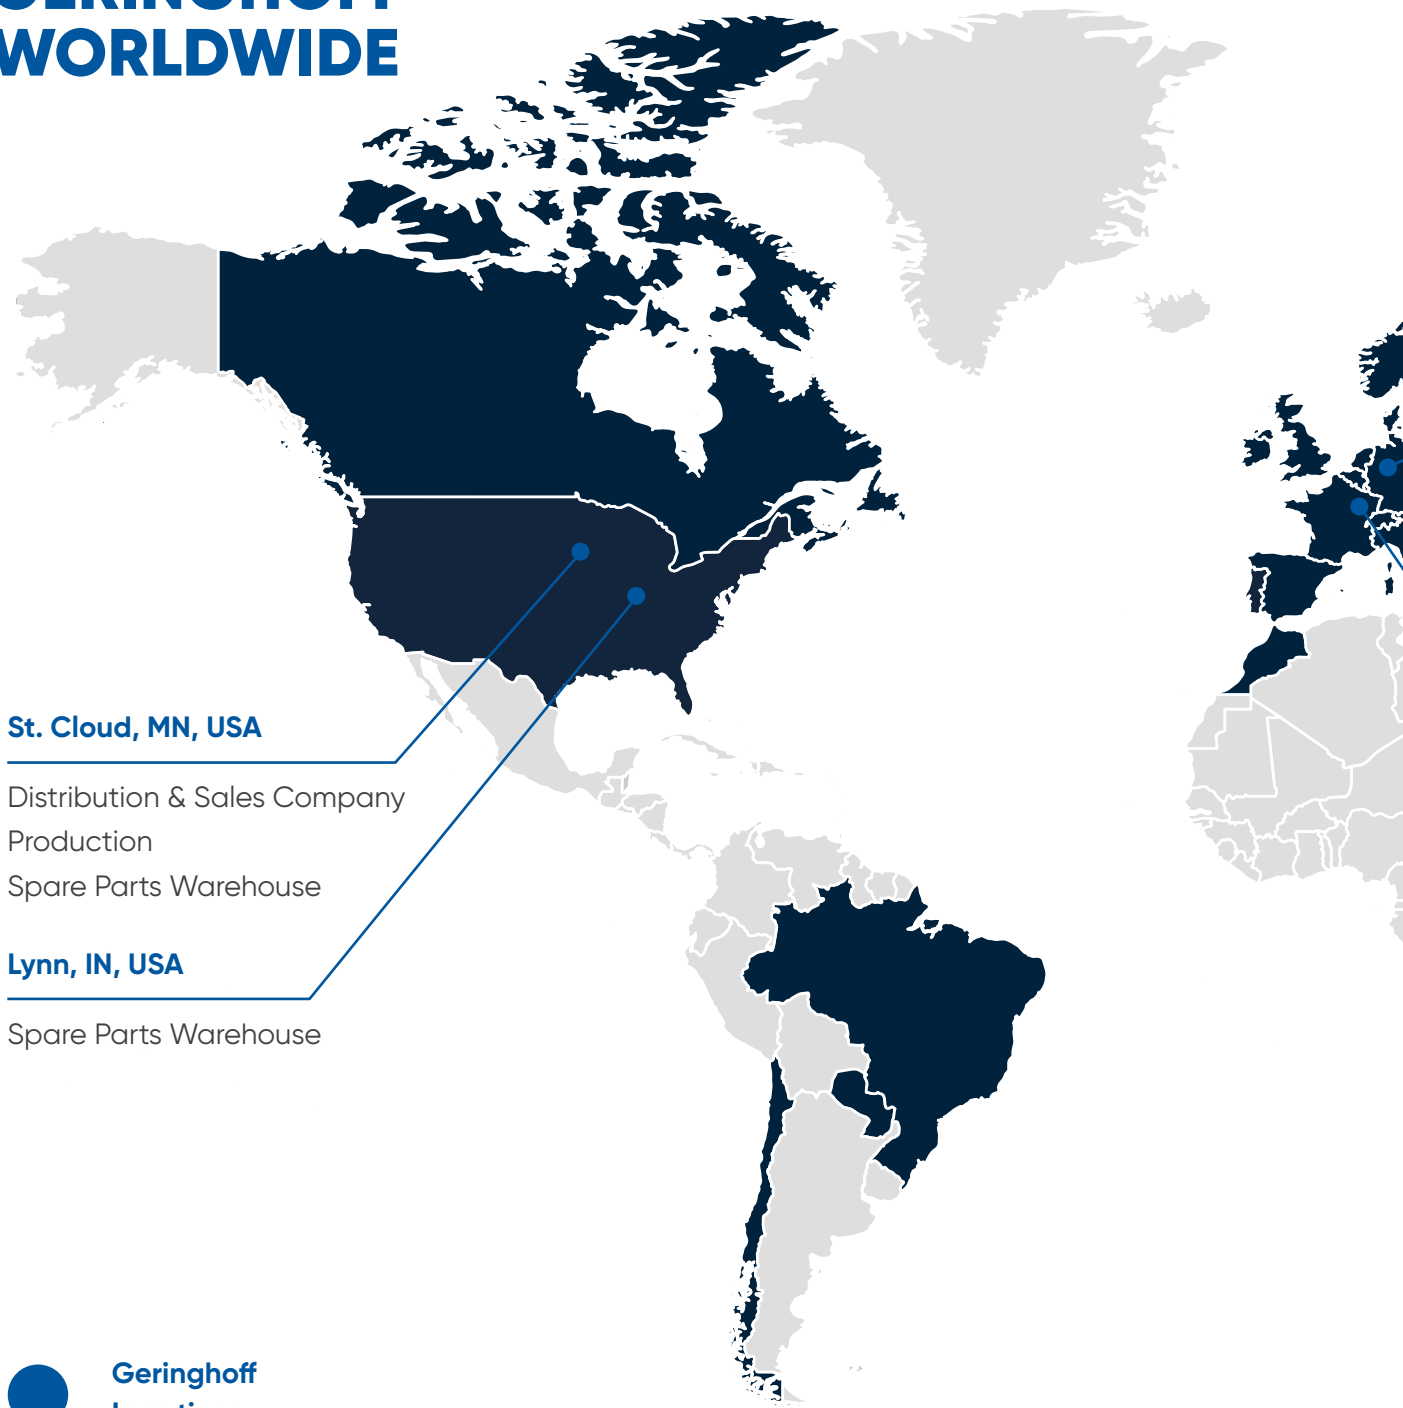 GERINGHOFF
WORLDWIDE
St. Cloud, MN, USA
Distribution & Sales Company
Production
Spare Parts Warehouse
Lynn, IN, USA
Spare Parts Warehouse
Geringhoff